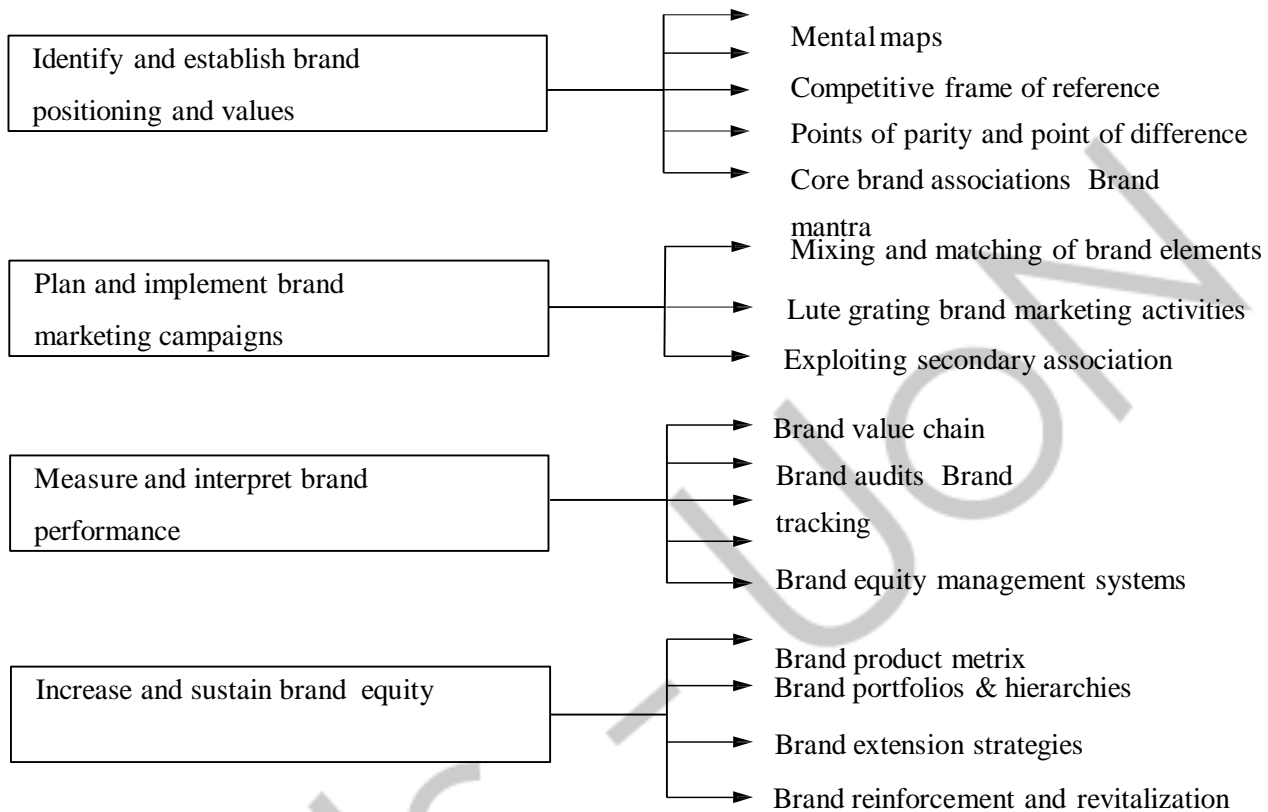 Identify and establish brand
positioning and values
Mental maps
Competitive frame of reference
Points of parity and point of difference
Core brand associations Brand
mantra
Plan and implement brand
marketing campaigns
Mixing and matching of brand elements
Lute grating brand marketing activities
Exploiting secondary association
Measure and interpret brand
performance
Brand value chain
Brand audits Brand
tracking
Brand equity management systems
Increase and sustain brand equity
Brand product metrix
Brand portfolios & hierarchies
Brand extension strategies
Brand reinforcement and revitalization
- UoN